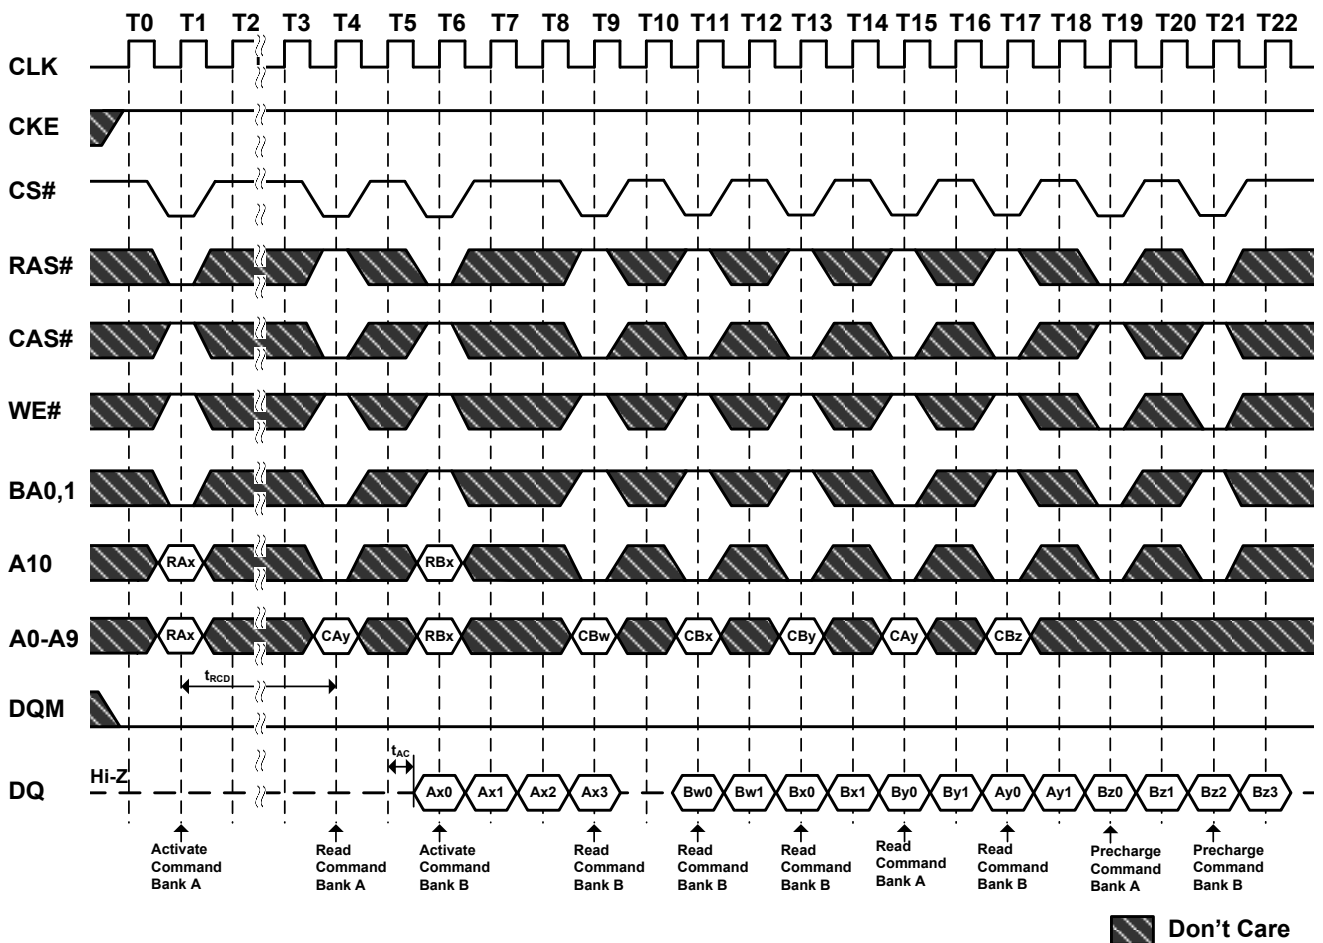 T0 T1 T2 T3 T4 T5 T6 T7 T8 T9 T10 T11 T12 T13 T14 T15 T16 T17 T18 T19 T20 T21 T22
CLK
CKE
CS#
RAS#
CAS#
WE#
BA0,1
A10 RAx RBx
A0-A9 RAx CAy RBx CBw CBx CBy CAy CBz
tRCD
DQM
tAC
Hi-Z
DQ Ax0 Ax1 Ax2 Ax3 Bw0 Bw1 Bx0 Bx1 By0 By1 Ay0 Ay1 Bz0 Bz1 Bz2 Bz3
Activate
Command
Bank A
Read
Command
Bank A
Activate
Command
Bank B
Read
Command
Bank B
Read
Command
Bank B
Read
Command
Bank B
Read
Command
Bank A
Read
Command
Bank B
Precharge
Command
Bank A
Precharge
Command
Bank B
Don't Care